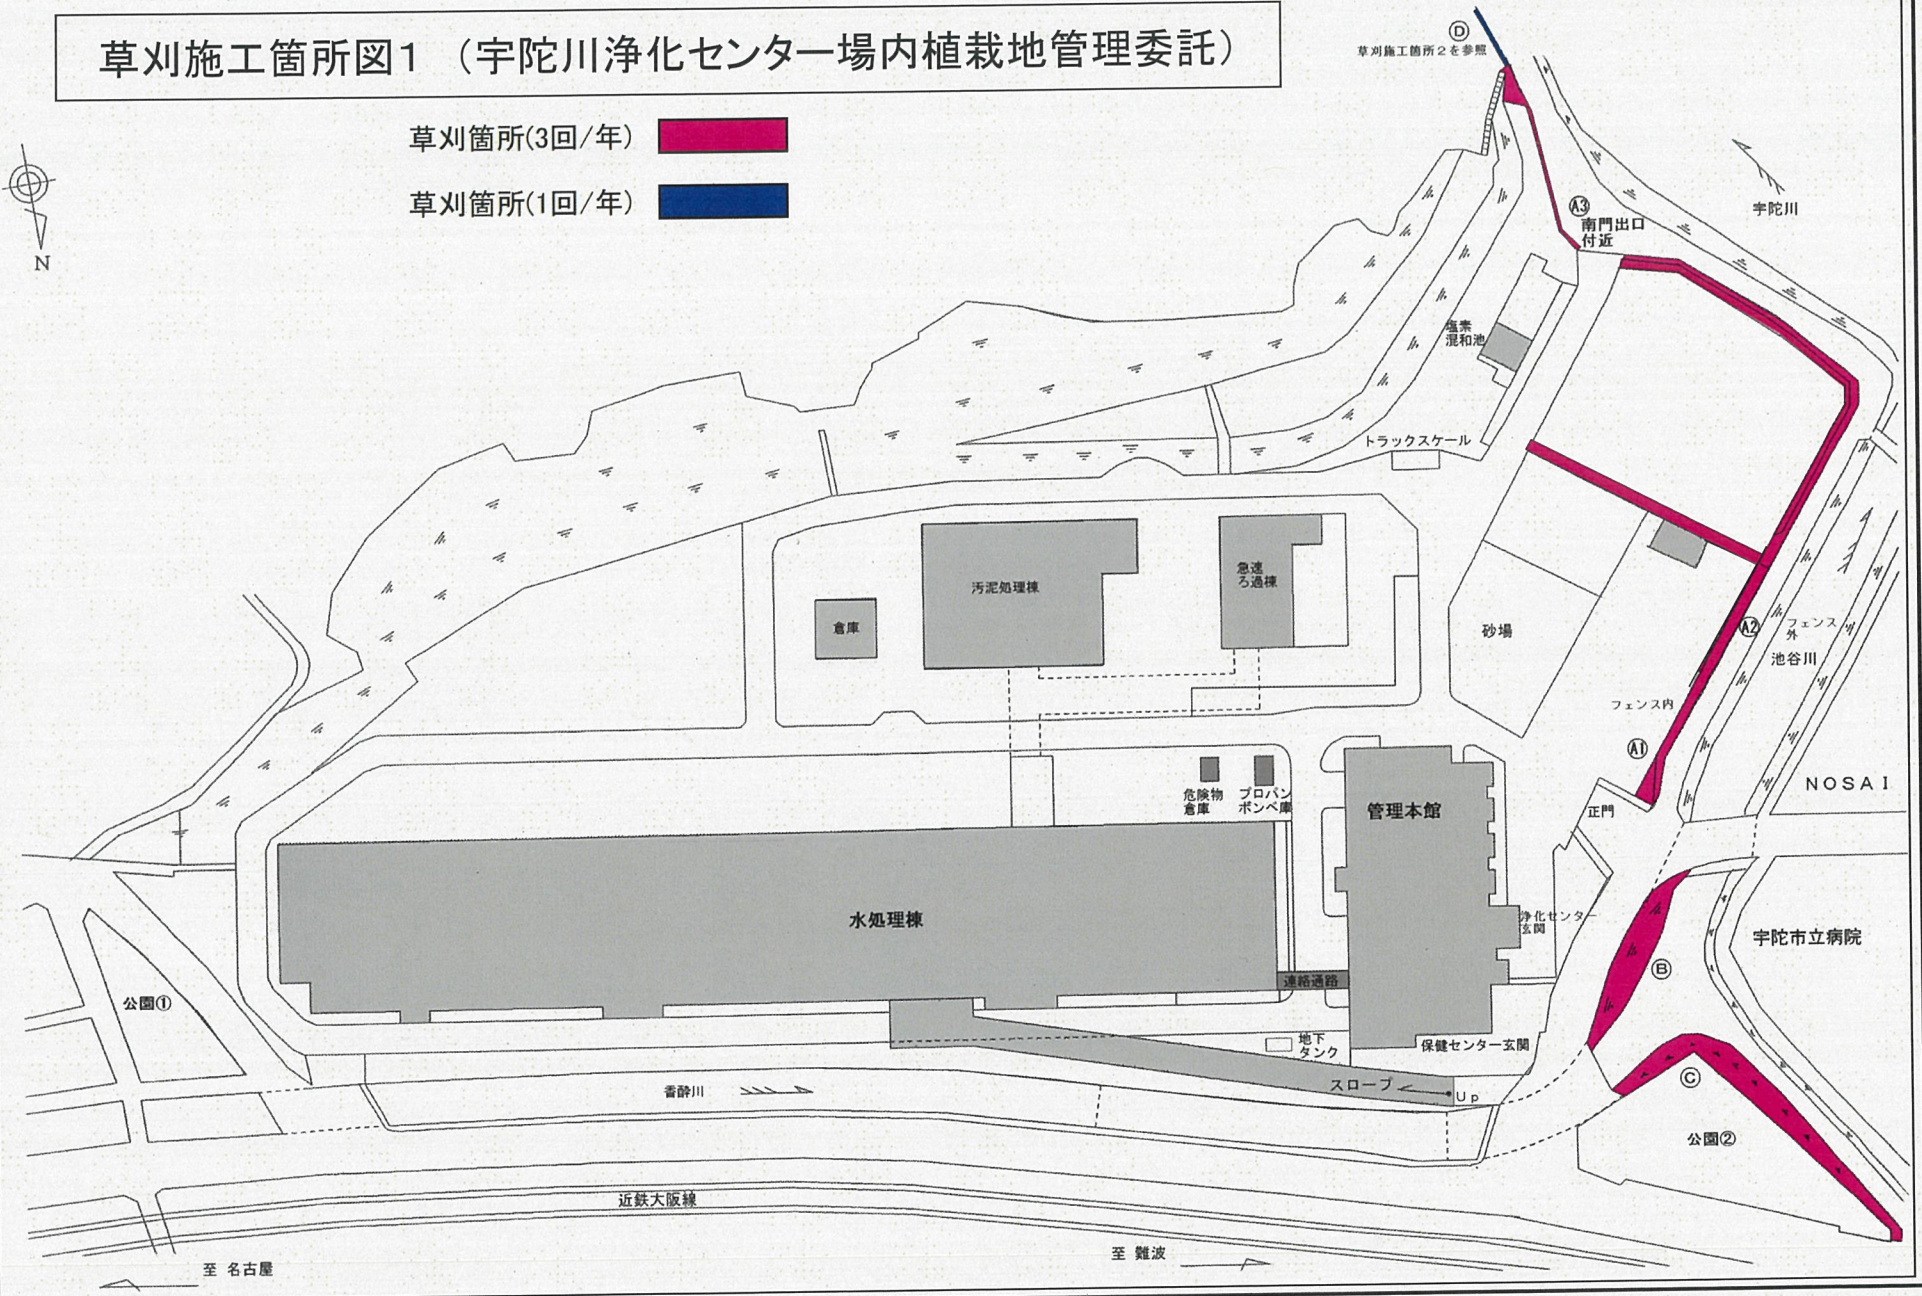 草刈施工箇所図１（宇陀川浄化センター場内植栽地管理委託）
Ⓓ
草刈施工箇所２を参照
草刈箇所(3回/年)
草刈箇所(1回/年)
N
宇陀川
A3
南門出口
付近
塩素
混和池
トラックスケール
汚泥処理棟
急速
ろ過棟
倉庫
砂場
A2
フェンス
外
池谷川
フェンス内
A1
危険物
倉庫
プロパン
ボンベ庫
管理本館
正門
ＮＯＳＡＩ
水処理棟
浄化センター
玄関
宇陀市立病院
Ⓑ
連絡通路
公園①
地下
タンク
保健センター玄関
スロープ
Ｕｐ
Ⓒ
香酔川
公園②
近鉄大阪線
至 難波
至 名古屋